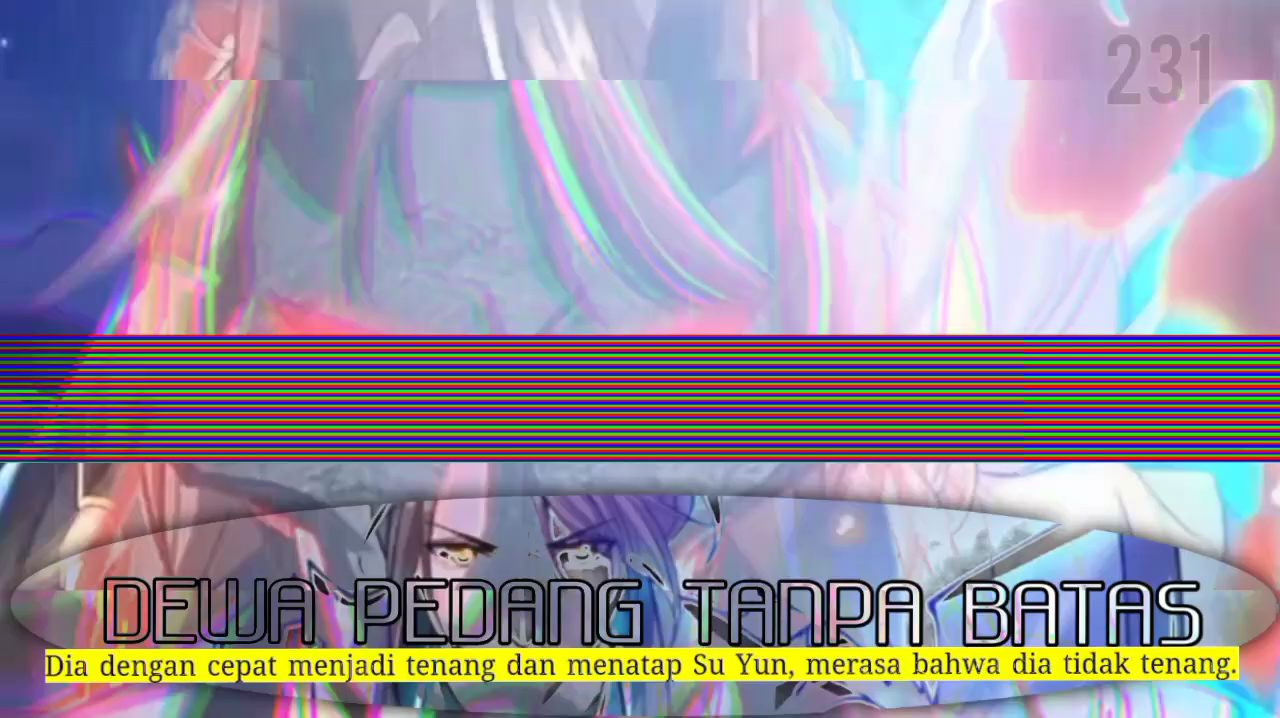 231
DEWA PEDANG TANPA BATAS
Dia dengan cepat menjadi tenang dan menatap Su Yun, merasa bahwa dia tidak tenang.